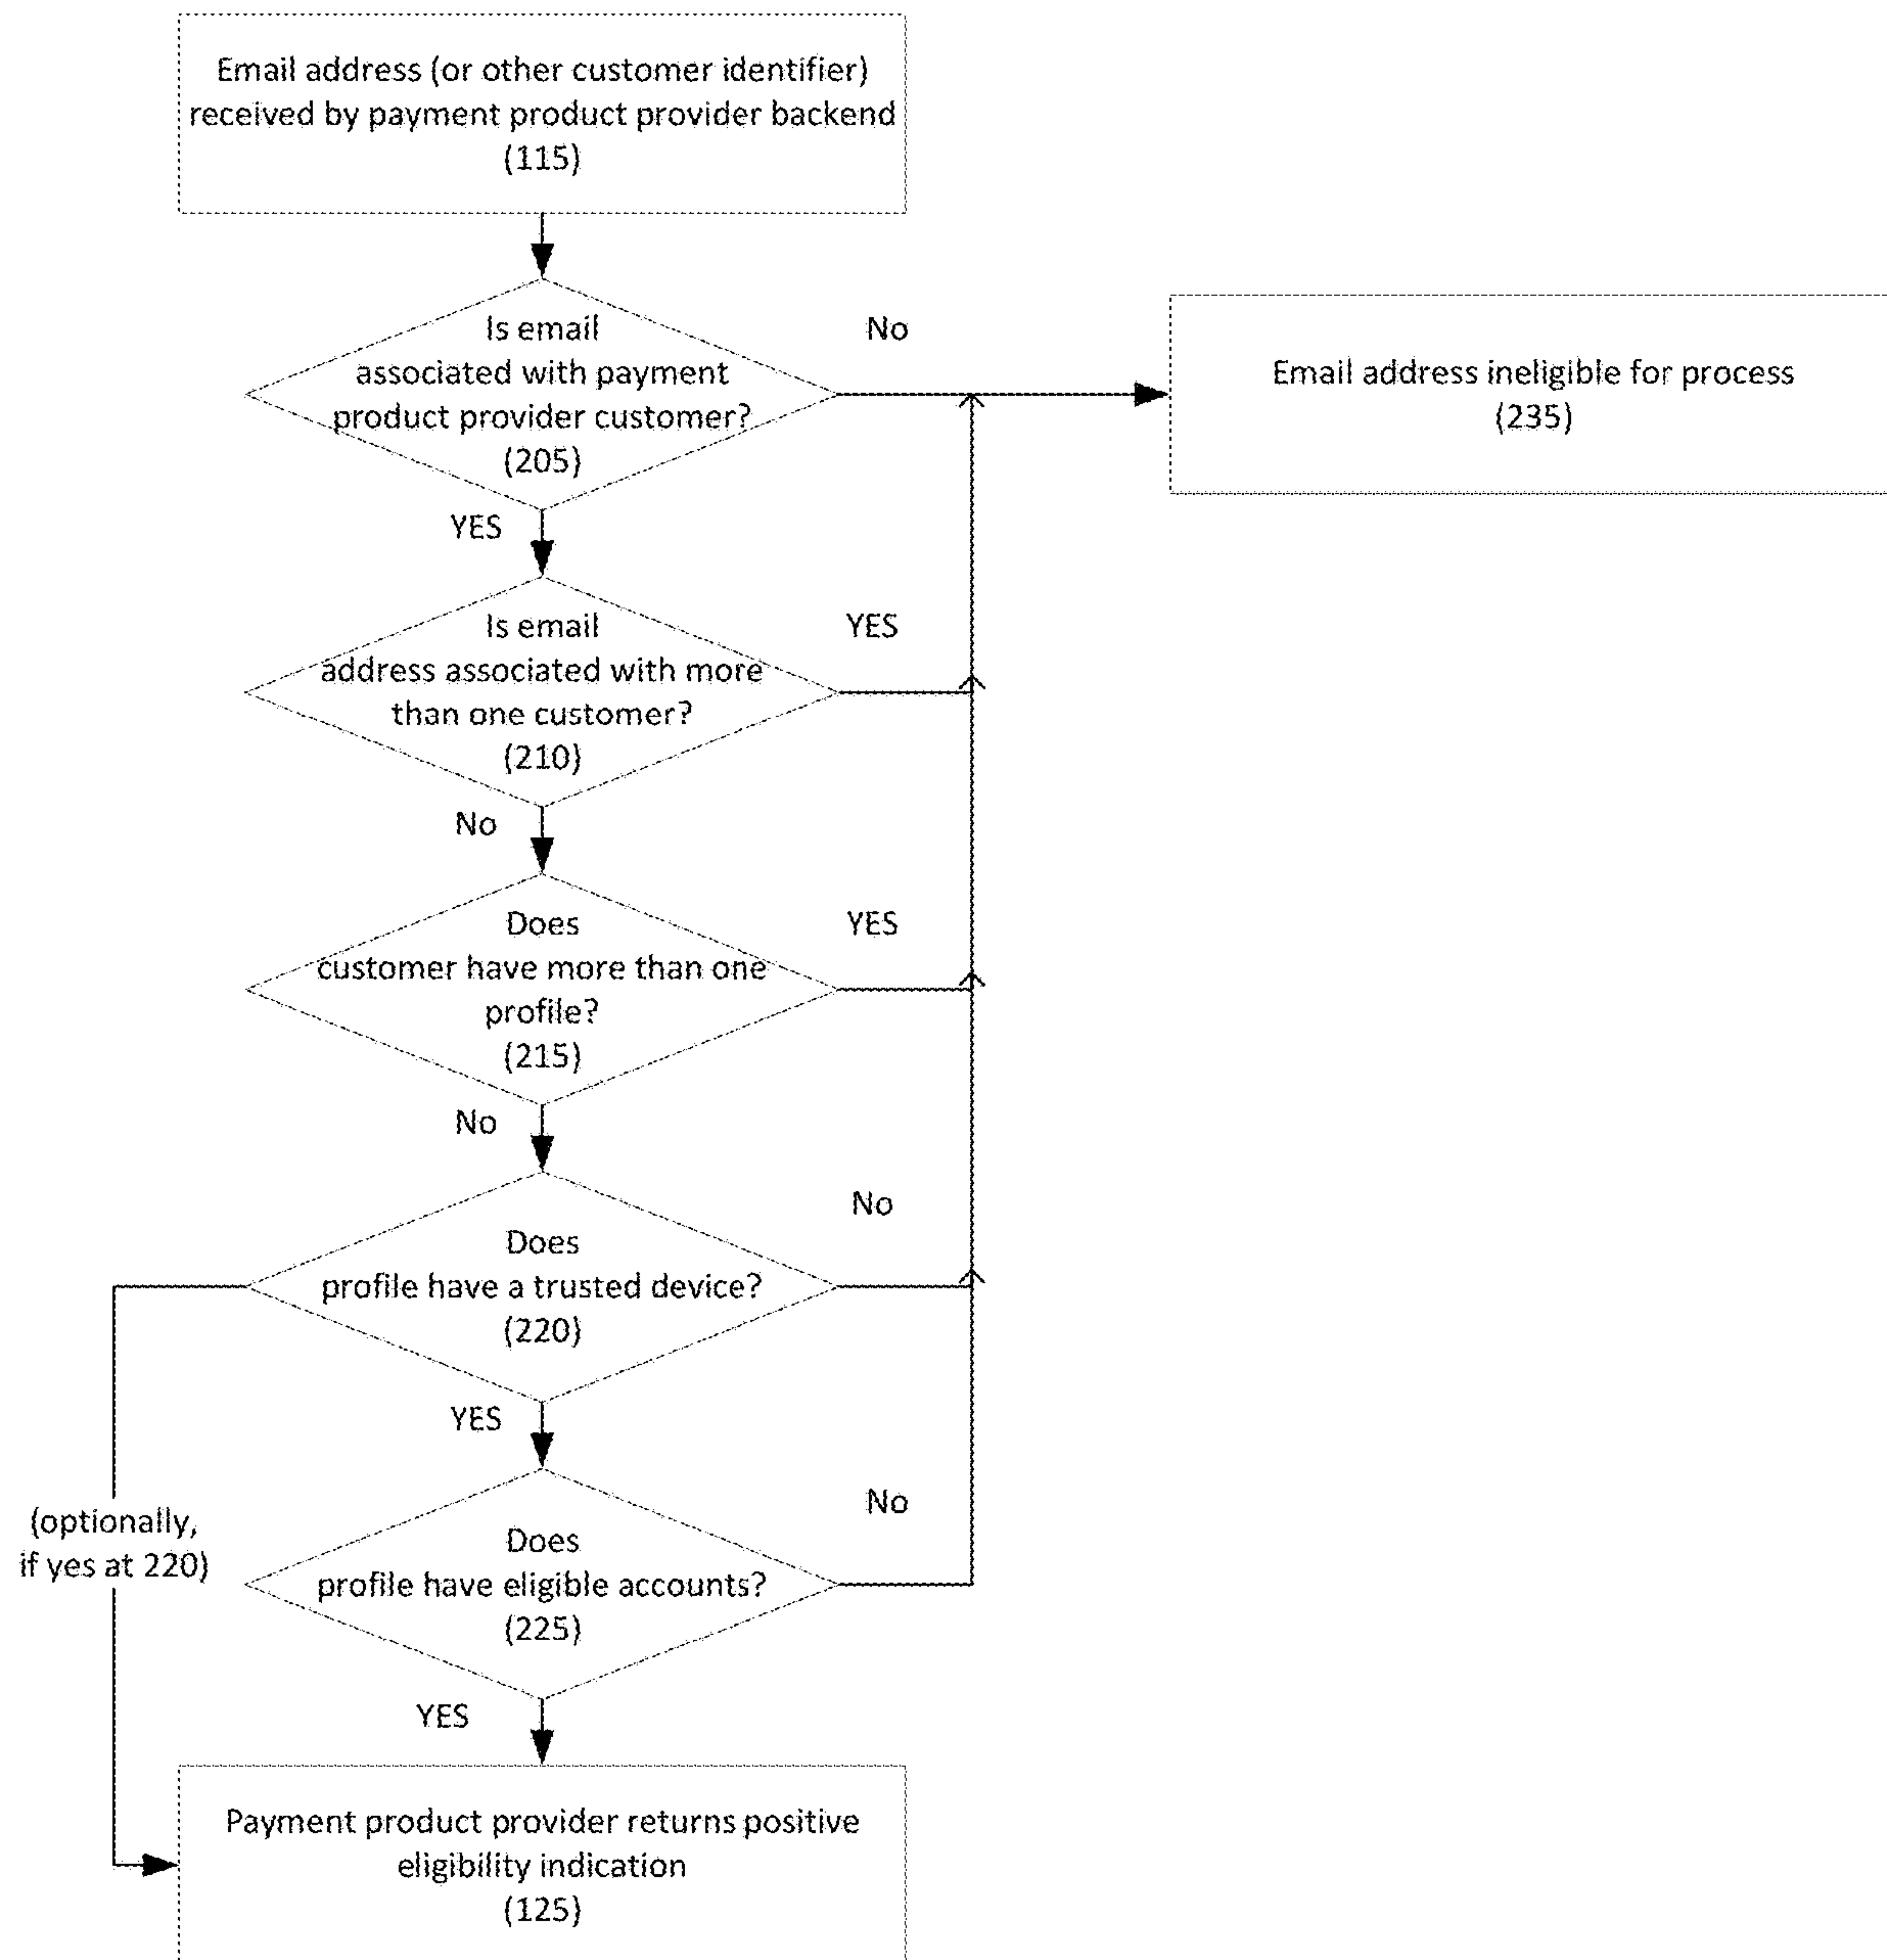 Email address (or other customer identifier)
received by payment product provider backend
(115)
Is email
associated with payment
product provider customer?
(205)
No
Email address ineligible for process
(235)
YES
Is email
address associated with more
than one customer?
(210)
YES
No
Does
customer have more than one
profile?
(215)
YES
No
Does
profile have a trusted device?
(220)
No
YES
(optionally,
if yes at 220)
Does
profile have eligible accounts?
(225)
No
YES
Payment product provider returns positive
eligibility indication
(125)